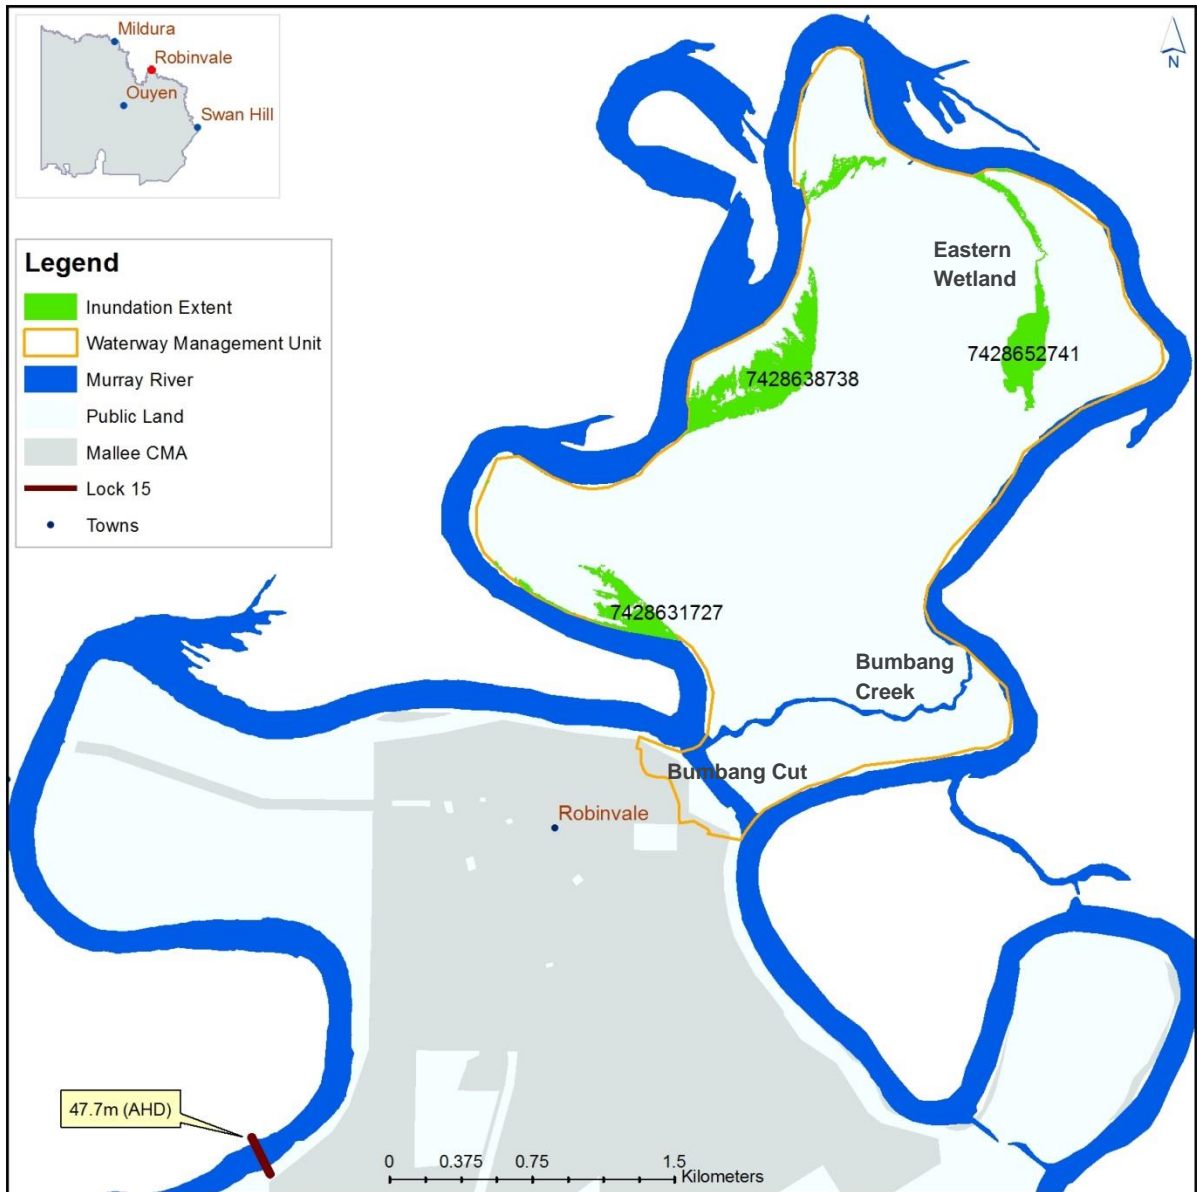 Mildura
Robinvale
Ouyen
Swan Hill
N
Legend
Inundation Extent
Waterway Management Unit
Murray River
Public Land
Mallee CMA
Lock 15
Towns
Eastern
Wetland
7428652741
7428638738
7428631727
Bumbang
Creek
Bumbang Cut
Robinvale
47.7m (AHD)
0 0.375 0.75 1.5
Kilometers